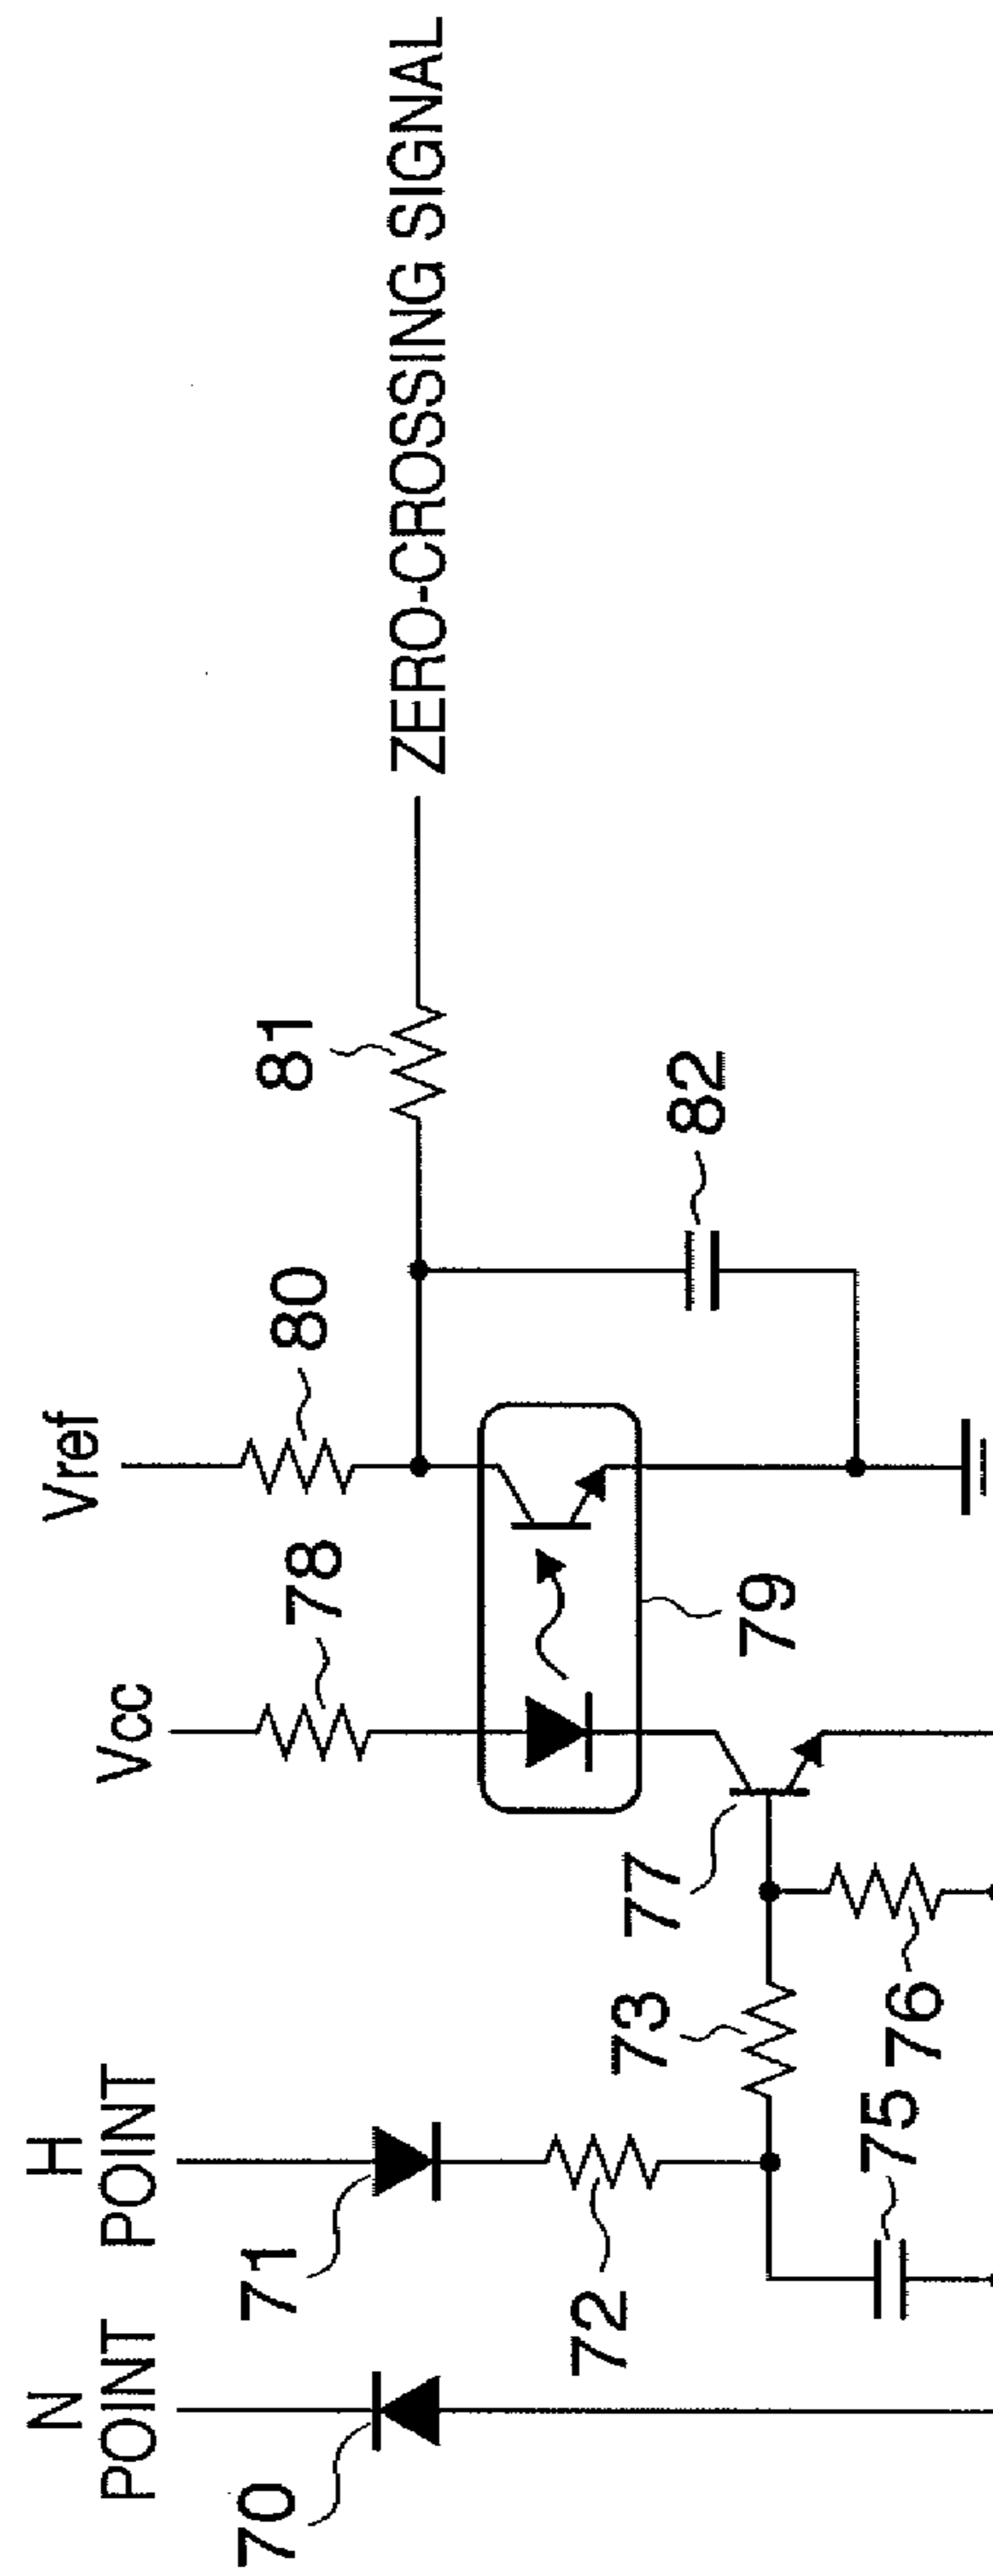 N
POINT
H
POINT
Vcc
Vref
ZERO-CROSSING SIGNAL
70
71
72
73
75
76
77
78
79
80
81
82